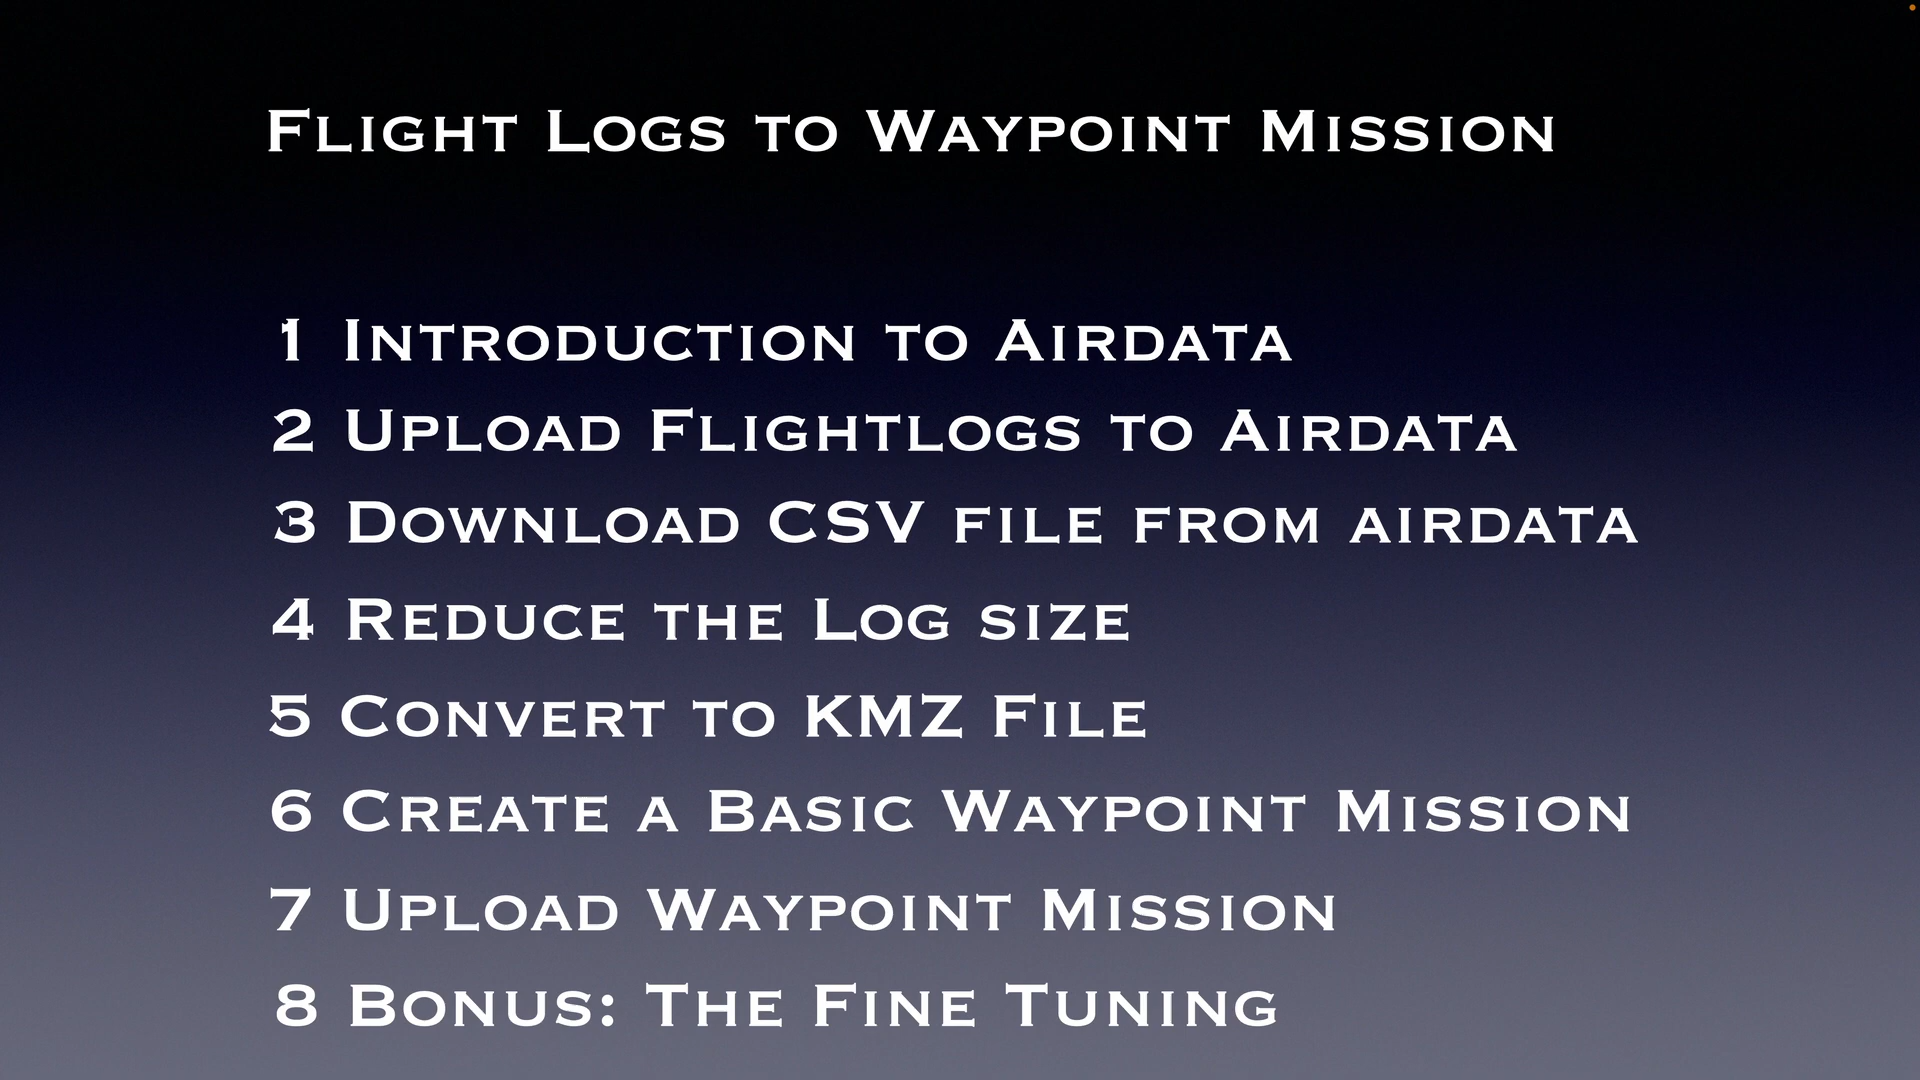 Flight Logs to Waypoint Mission
1 Introduction to Airdata
2 Upload Flightlogs to Airdata
3 Download CSV file from airdata
4 Reduce the Log size
5 Convert to KMZ File
6 Create a Basic Waypoint Mission
7 Upload Waypoint Mission
8 Bonus: The Fine Tuning